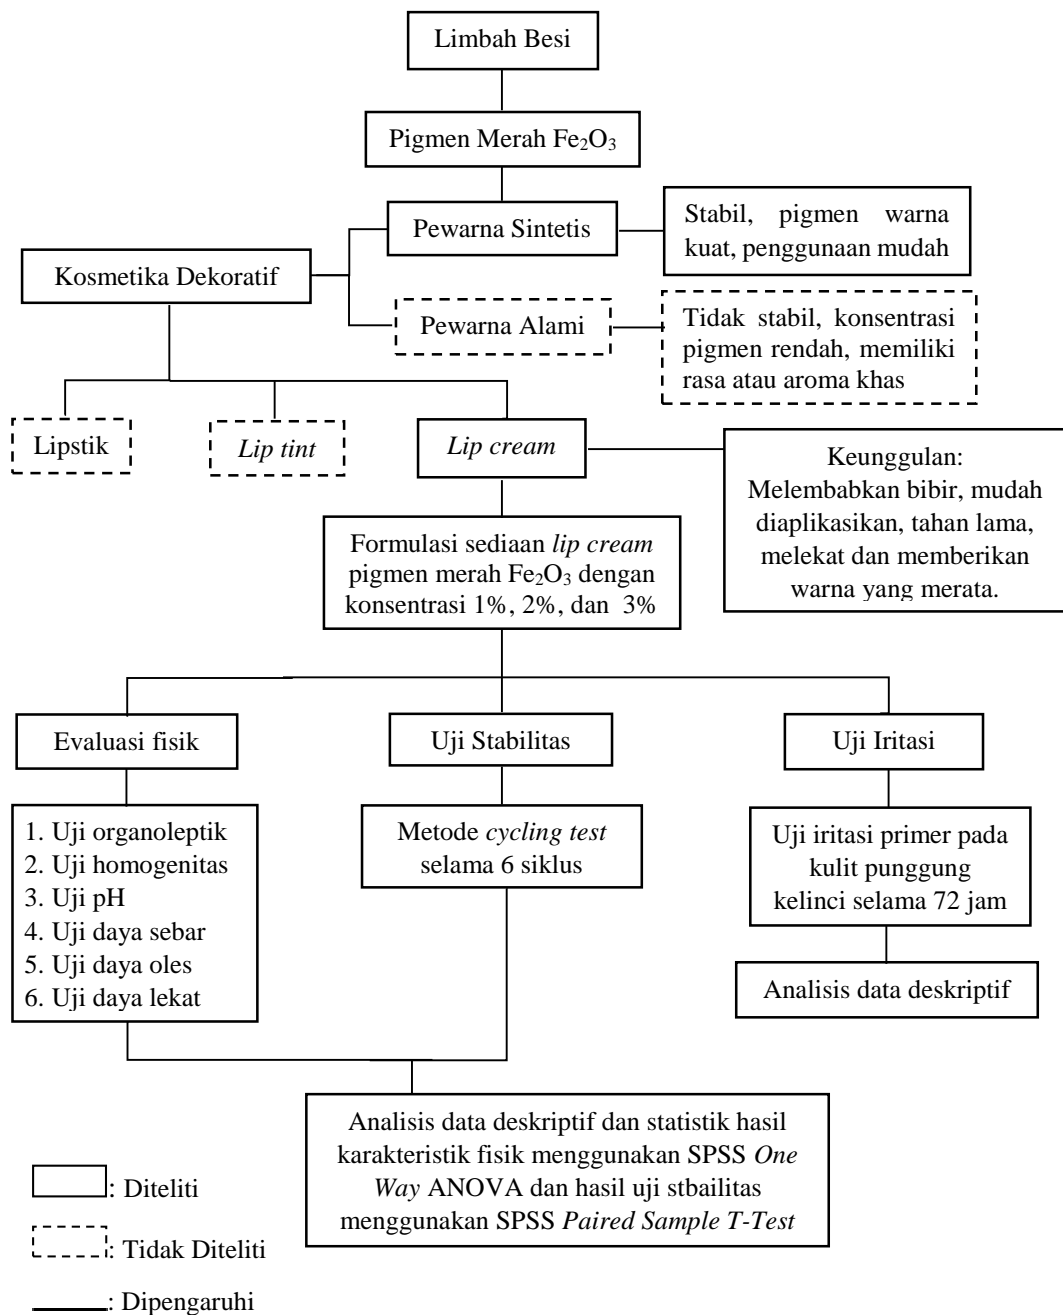 Limbah Besi
Pigmen Merah Fe₂O₃
Pewarna Sintetis
Stabil, pigmen warna
kuat, penggunaan mudah
Kosmetika Dekoratif
Pewarna Alami
Tidak stabil, konsentrasi
pigmen rendah, memiliki
rasa atau aroma khas
Lipstik
Lip tint
Lip cream
Keunggulan:
Melembabkan bibir, mudah
diaplikasikan, tahan lama,
melekat dan memberikan
warna yang merata.
Formulasi sediaan lip cream
pigmen merah Fe₂O₃ dengan
konsentrasi 1%, 2%, dan 3%
Evaluasi fisik
Uji Stabilitas
Uji Iritasi
1. Uji organoleptik
2. Uji homogenitas
3. Uji pH
4. Uji daya sebar
5. Uji daya oles
6. Uji daya lekat
Metode cycling test
selama 6 siklus
Uji iritasi primer pada
kulit punggung
kelinci selama 72 jam
Analisis data deskriptif
Analisis data deskriptif dan statistik hasil
karakteristik fisik menggunakan SPSS One
Way ANOVA dan hasil uji stbailitas
menggunakan SPSS Paired Sample T-Test
: Diteliti
: Tidak Diteliti
: Dipengaruhi